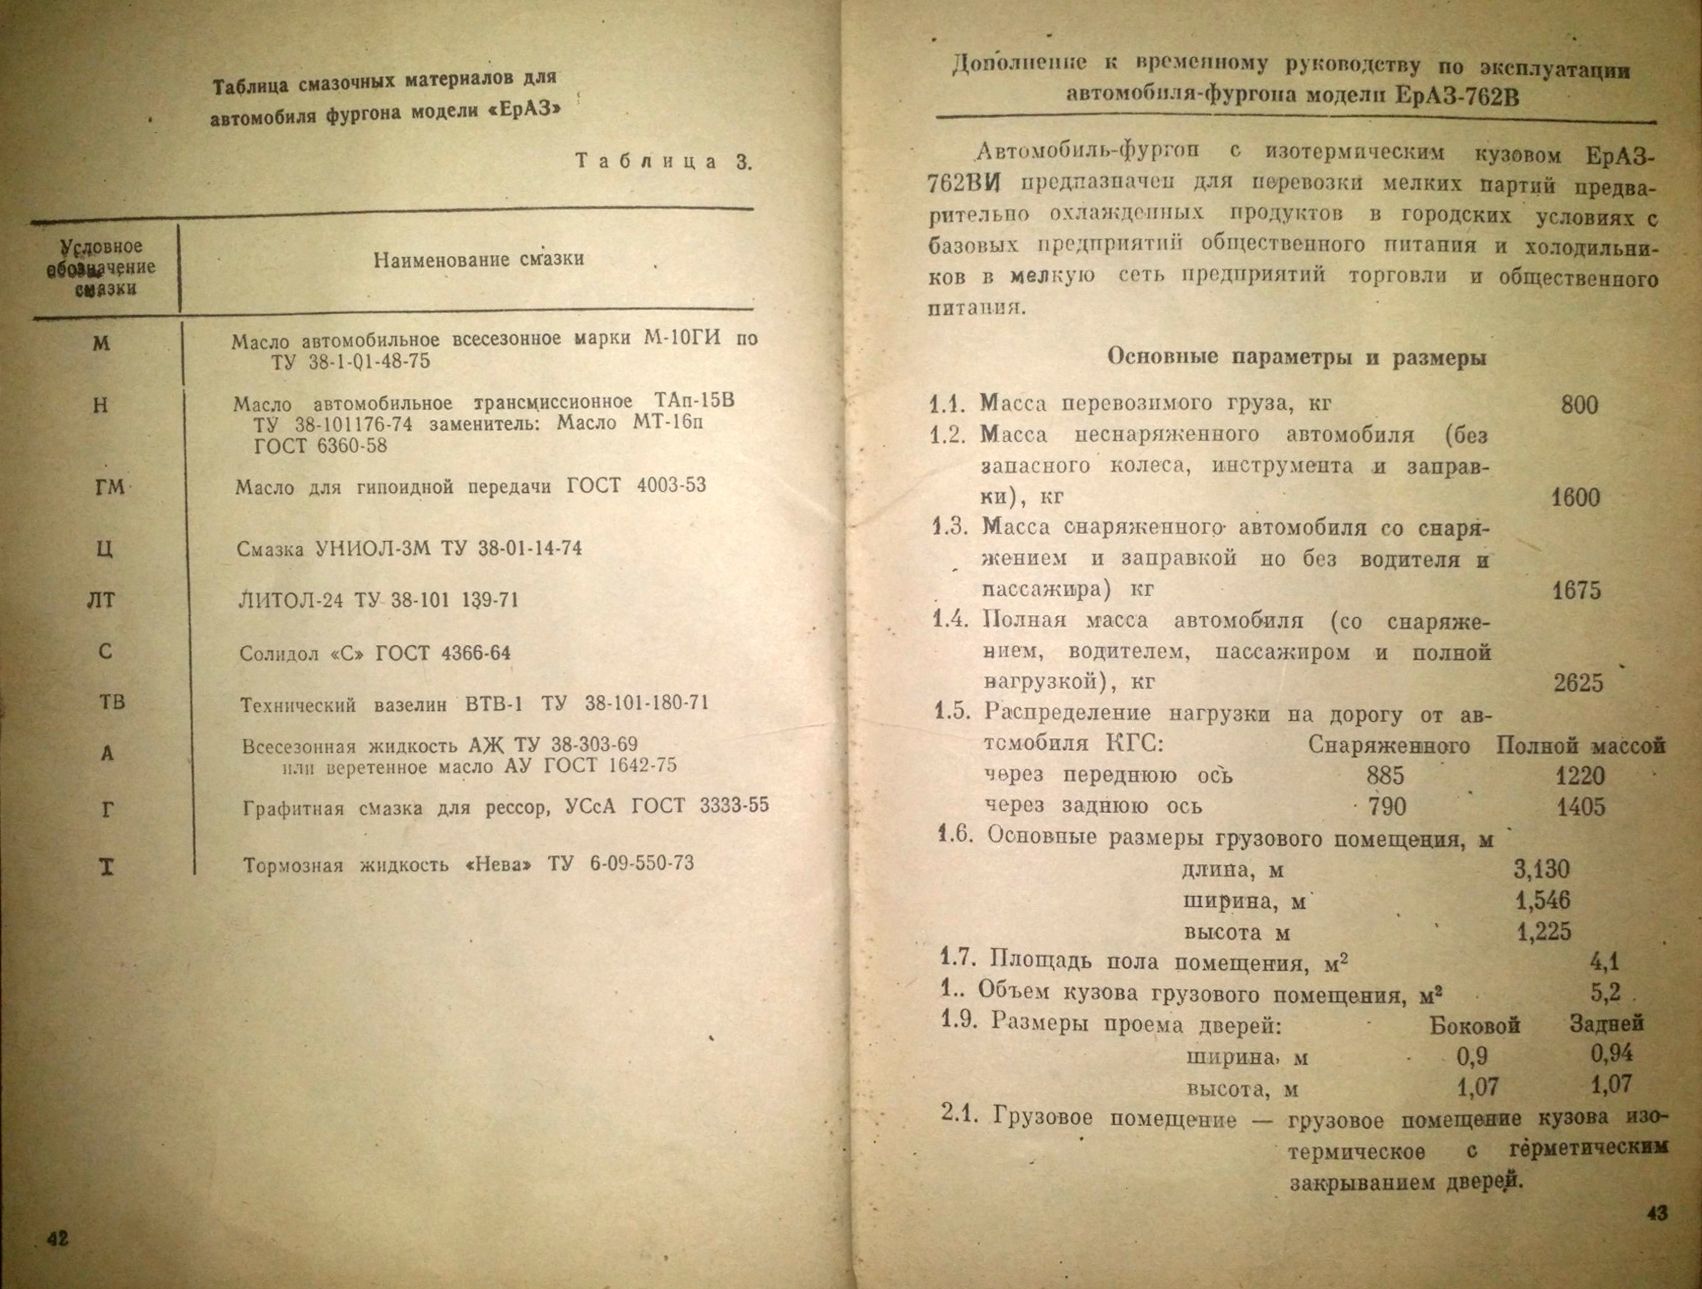 Таблица смазочных материалов для
автомобиля фургона модели «ЕрАЗ»
Таблица 3.
Условное
обозначение
смазки
Наименование смазки
М
Масло автомобильное всесезонное марки М-10ГИ по
ТУ 38-1-01-48-75
Н
Масло автомобильное трансмиссионное ТАп-15В
ТУ 38-101176-74 заменитель: Масло МТ-16п
ГОСТ 6360-58
ГМ
Масло для гипоидной передачи ГОСТ 4003-53
Ц
Смазка УНИОЛ-3М ТУ 38-01-14-74
ЛТ
ЛИТОЛ-24 ТУ 38-101 139-71
С
Солидол «С» ГОСТ 4366-64
ТВ
Технический вазелин ВТВ-1 ТУ 38-101-180-71
А
Всесезонная жидкость АЖ ТУ 38-303-69
или веретенное масло АУ ГОСТ 1642-75
Г
Графитная смазка для рессор, УСсА ГОСТ 3333-55
Т
Тормозная жидкость «Нева» ТУ 6-09-550-73
42
Дополнение к временному руководству по эксплуатации
автомобиля-фургона модели ЕрАЗ-762В
Автомобиль-фургон с изотермическим кузовом ЕрАЗ-
762ВИ предназначен для перевозки мелких партий предва-
рительно охлажденных продуктов в городских условиях с
базовых предприятий общественного питания и холодильни-
ков в мелкую сеть предприятий торговли и общественного
питания.
Основные параметры и размеры
1.1. Масса перевозимого груза, кг 800
1.2. Масса неснаряженного автомобиля (без
запасного колеса, инструмента и заправ-
ки), кг 1600
1.3. Масса снаряженного автомобиля со снаря-
жением и заправкой но без водителя и
пассажира) кг 1675
1.4. Полная масса автомобиля (со снаряже-
нием, водителем, пассажиром и полной
нагрузкой), кг 2625
1.5. Распределение нагрузки на дорогу от ав-
томобиля КГС: Снаряженного Полной массой
через переднюю ось 885 1220
через заднюю ось 790 1405
1.6. Основные размеры грузового помещения, м
длина, м 3,130
ширина, м 1,546
высота м 1,225
1.7. Площадь пола помещения, м² 4,1
1.. Объем кузова грузового помещения, м³ 5,2
1.9. Размеры проема дверей: Боковой Задней
ширина, м 0,9 0,94
высота, м 1,07 1,07
2.1. Грузовое помещение — грузовое помещение кузова изо-
термическое с герметическим
закрыванием дверей.
43